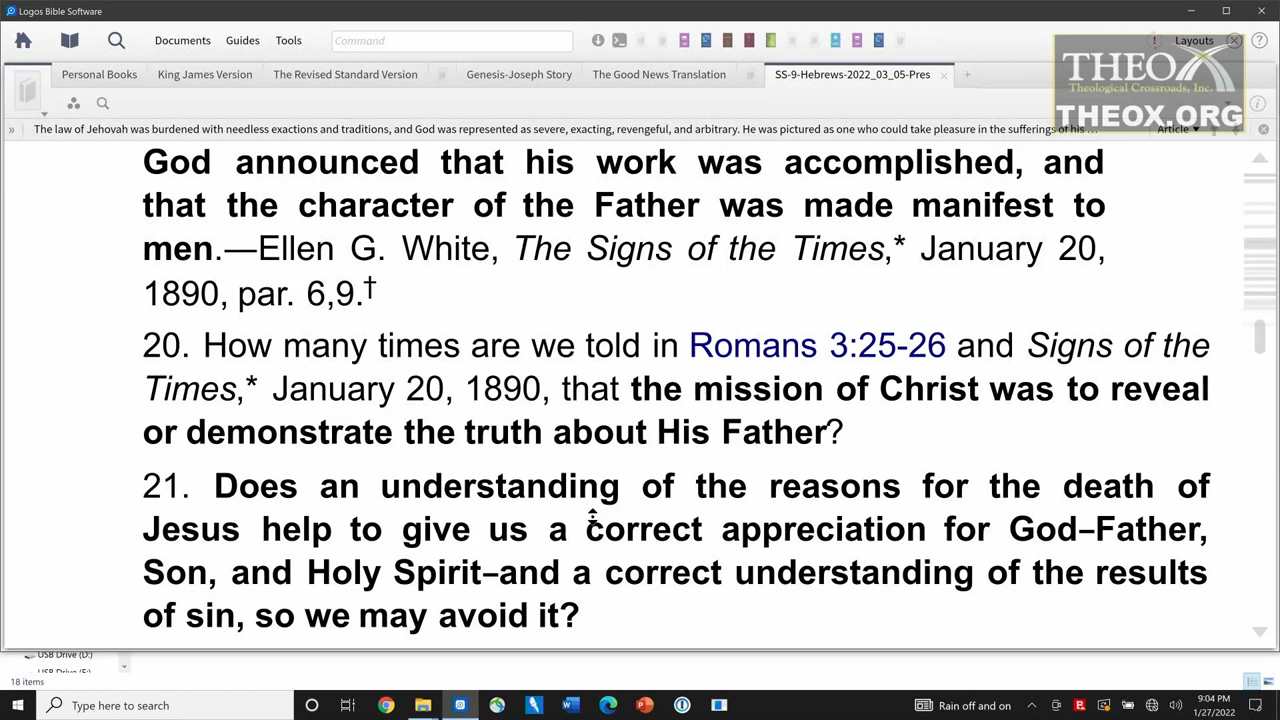 Logos Bible Software
Documents Guides Tools Command Layouts
THEOX
Theological Crossroads, Inc.
THEOX.ORG
Personal Books King James Version The Revised Standard Version Genesis-Joseph Story The Good News Translation SS-9-Hebrews-2022_03_05-Pres
» The law of Jehovah was burdened with needless exactions and traditions, and God was represented as severe, exacting, revengeful, and arbitrary. He was pictured as one who could take pleasure in the sufferings of his ... Article
God announced that his work was accomplished, and
that the character of the Father was made manifest to
men.—Ellen G. White, The Signs of the Times,* January 20,
1890, par. 6,9.†
20. How many times are we told in Romans 3:25-26 and Signs of the
Times,* January 20, 1890, that the mission of Christ was to reveal
or demonstrate the truth about His Father?
21. Does an understanding of the reasons for the death of
Jesus help to give us a correct appreciation for God–Father,
Son, and Holy Spirit–and a correct understanding of the results
of sin, so we may avoid it?
USB Drive (D:)
18 items
Type here to search
Rain off and on
9:04 PM
1/27/2022